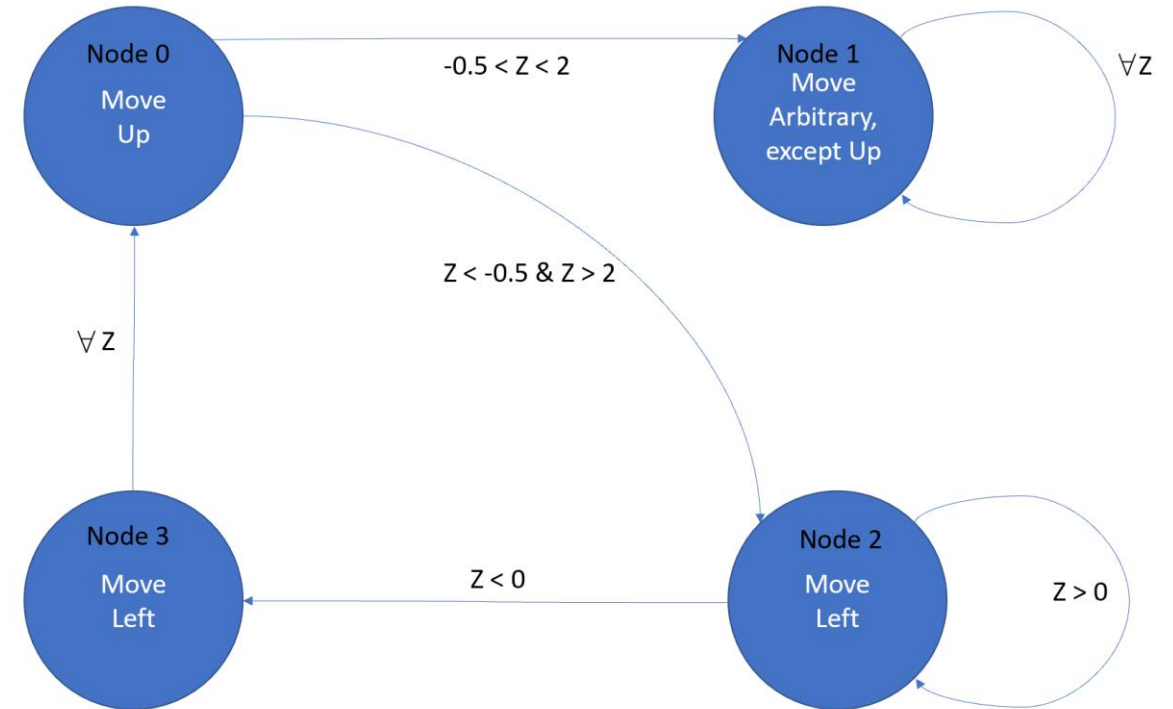 Node 0
Move
Up
-0.5 < Z < 2
Node 1
Move
Arbitrary,
except Up
∀Z
Z < -0.5 & Z > 2
∀ Z
Node 3
Move
Left
Z < 0
Node 2
Move
Left
Z > 0